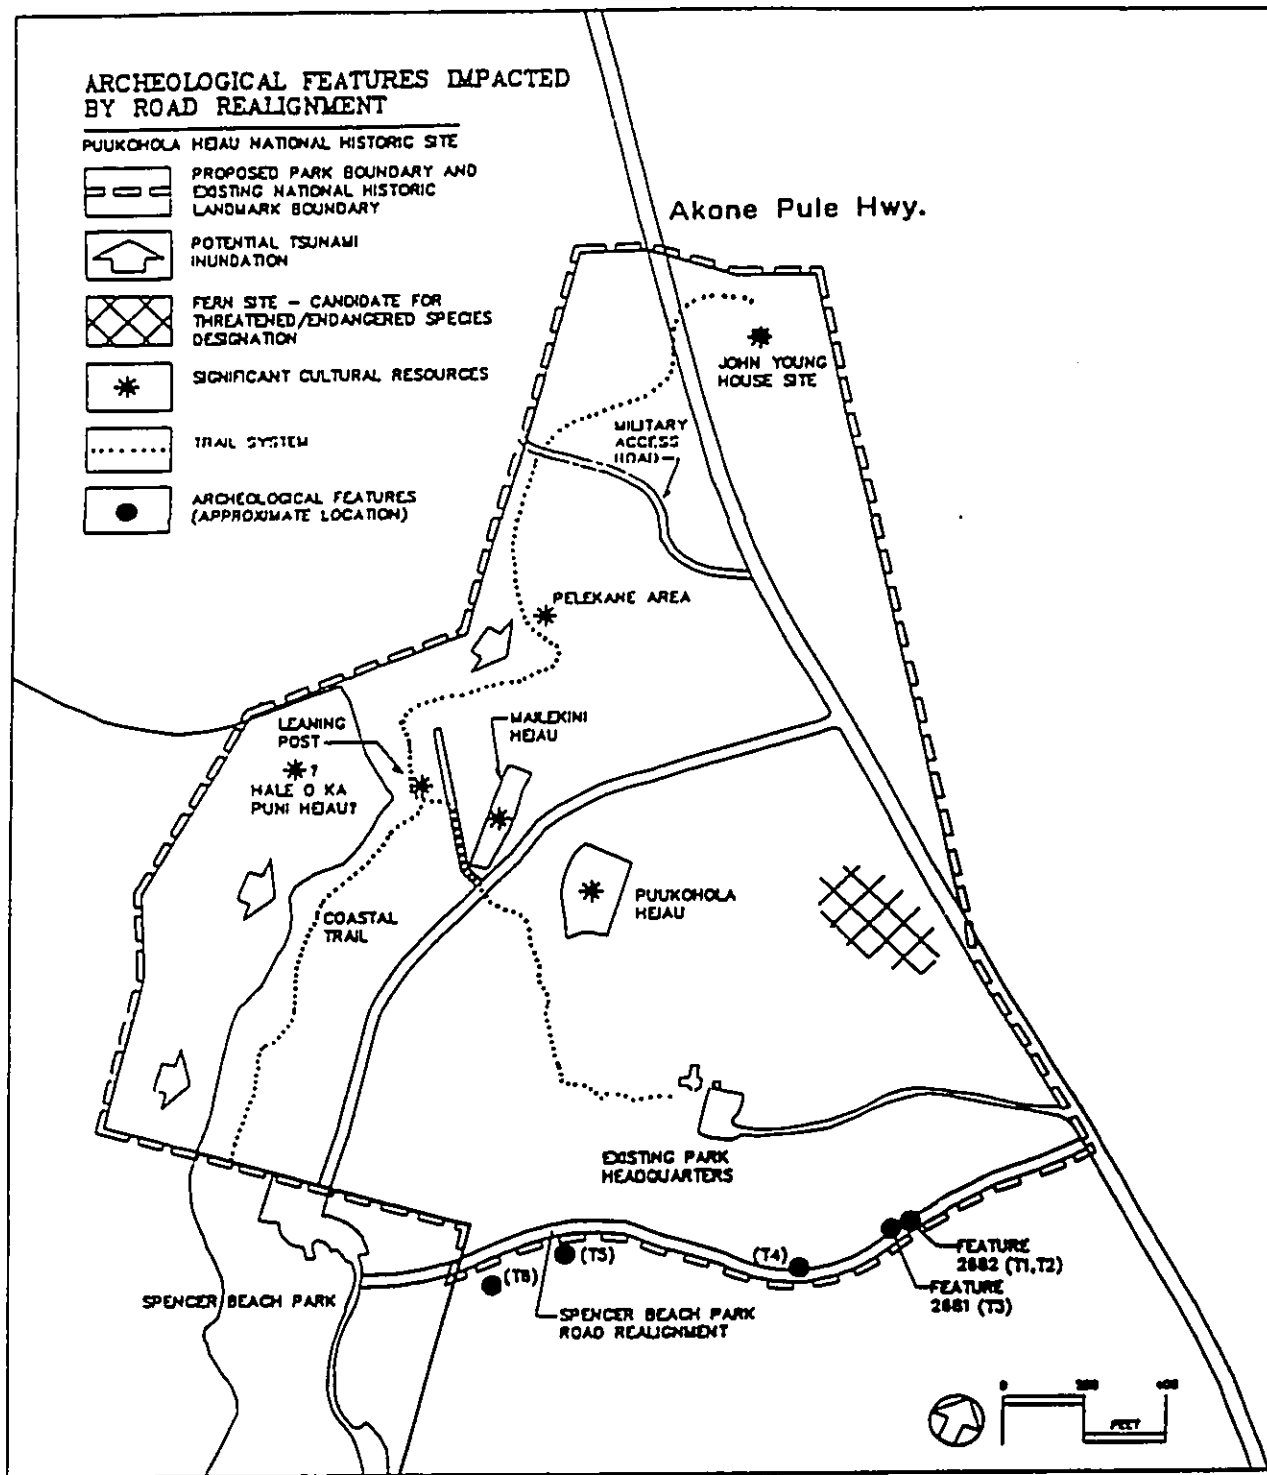 ARCHEOLOGICAL FEATURES IMPACTED
BY ROAD REALIGNMENT
PUUKOHOLA HEIAU NATIONAL HISTORIC SITE
PROPOSED PARK BOUNDARY AND
EXISTING NATIONAL HISTORIC
LANDMARK BOUNDARY
POTENTIAL TSUNAMI
INUNDATION
FERN SITE – CANDIDATE FOR
THREATENED/ENDANGERED SPECIES
DESIGNATION
SIGNIFICANT CULTURAL RESOURCES
TRAIL SYSTEM
ARCHEOLOGICAL FEATURES
(APPROXIMATE LOCATION)
Akone Pule Hwy.
JOHN YOUNG
HOUSE SITE
MILITARY
ACCESS
ROAD
PELEKANE AREA
LEANING
POST
MAILEKINI
HEIAU
?
HALE O KA
PUNI HEIAU?
PUUKOHOLA
HEIAU
COASTAL
TRAIL
EXISTING PARK
HEADQUARTERS
(T5)
(T4)
(T6)
FEATURE
2682 (T1,T2)
FEATURE
2681 (T3)
SPENCER BEACH PARK
SPENCER BEACH PARK
ROAD REALIGNMENT
0 200 400
FEET